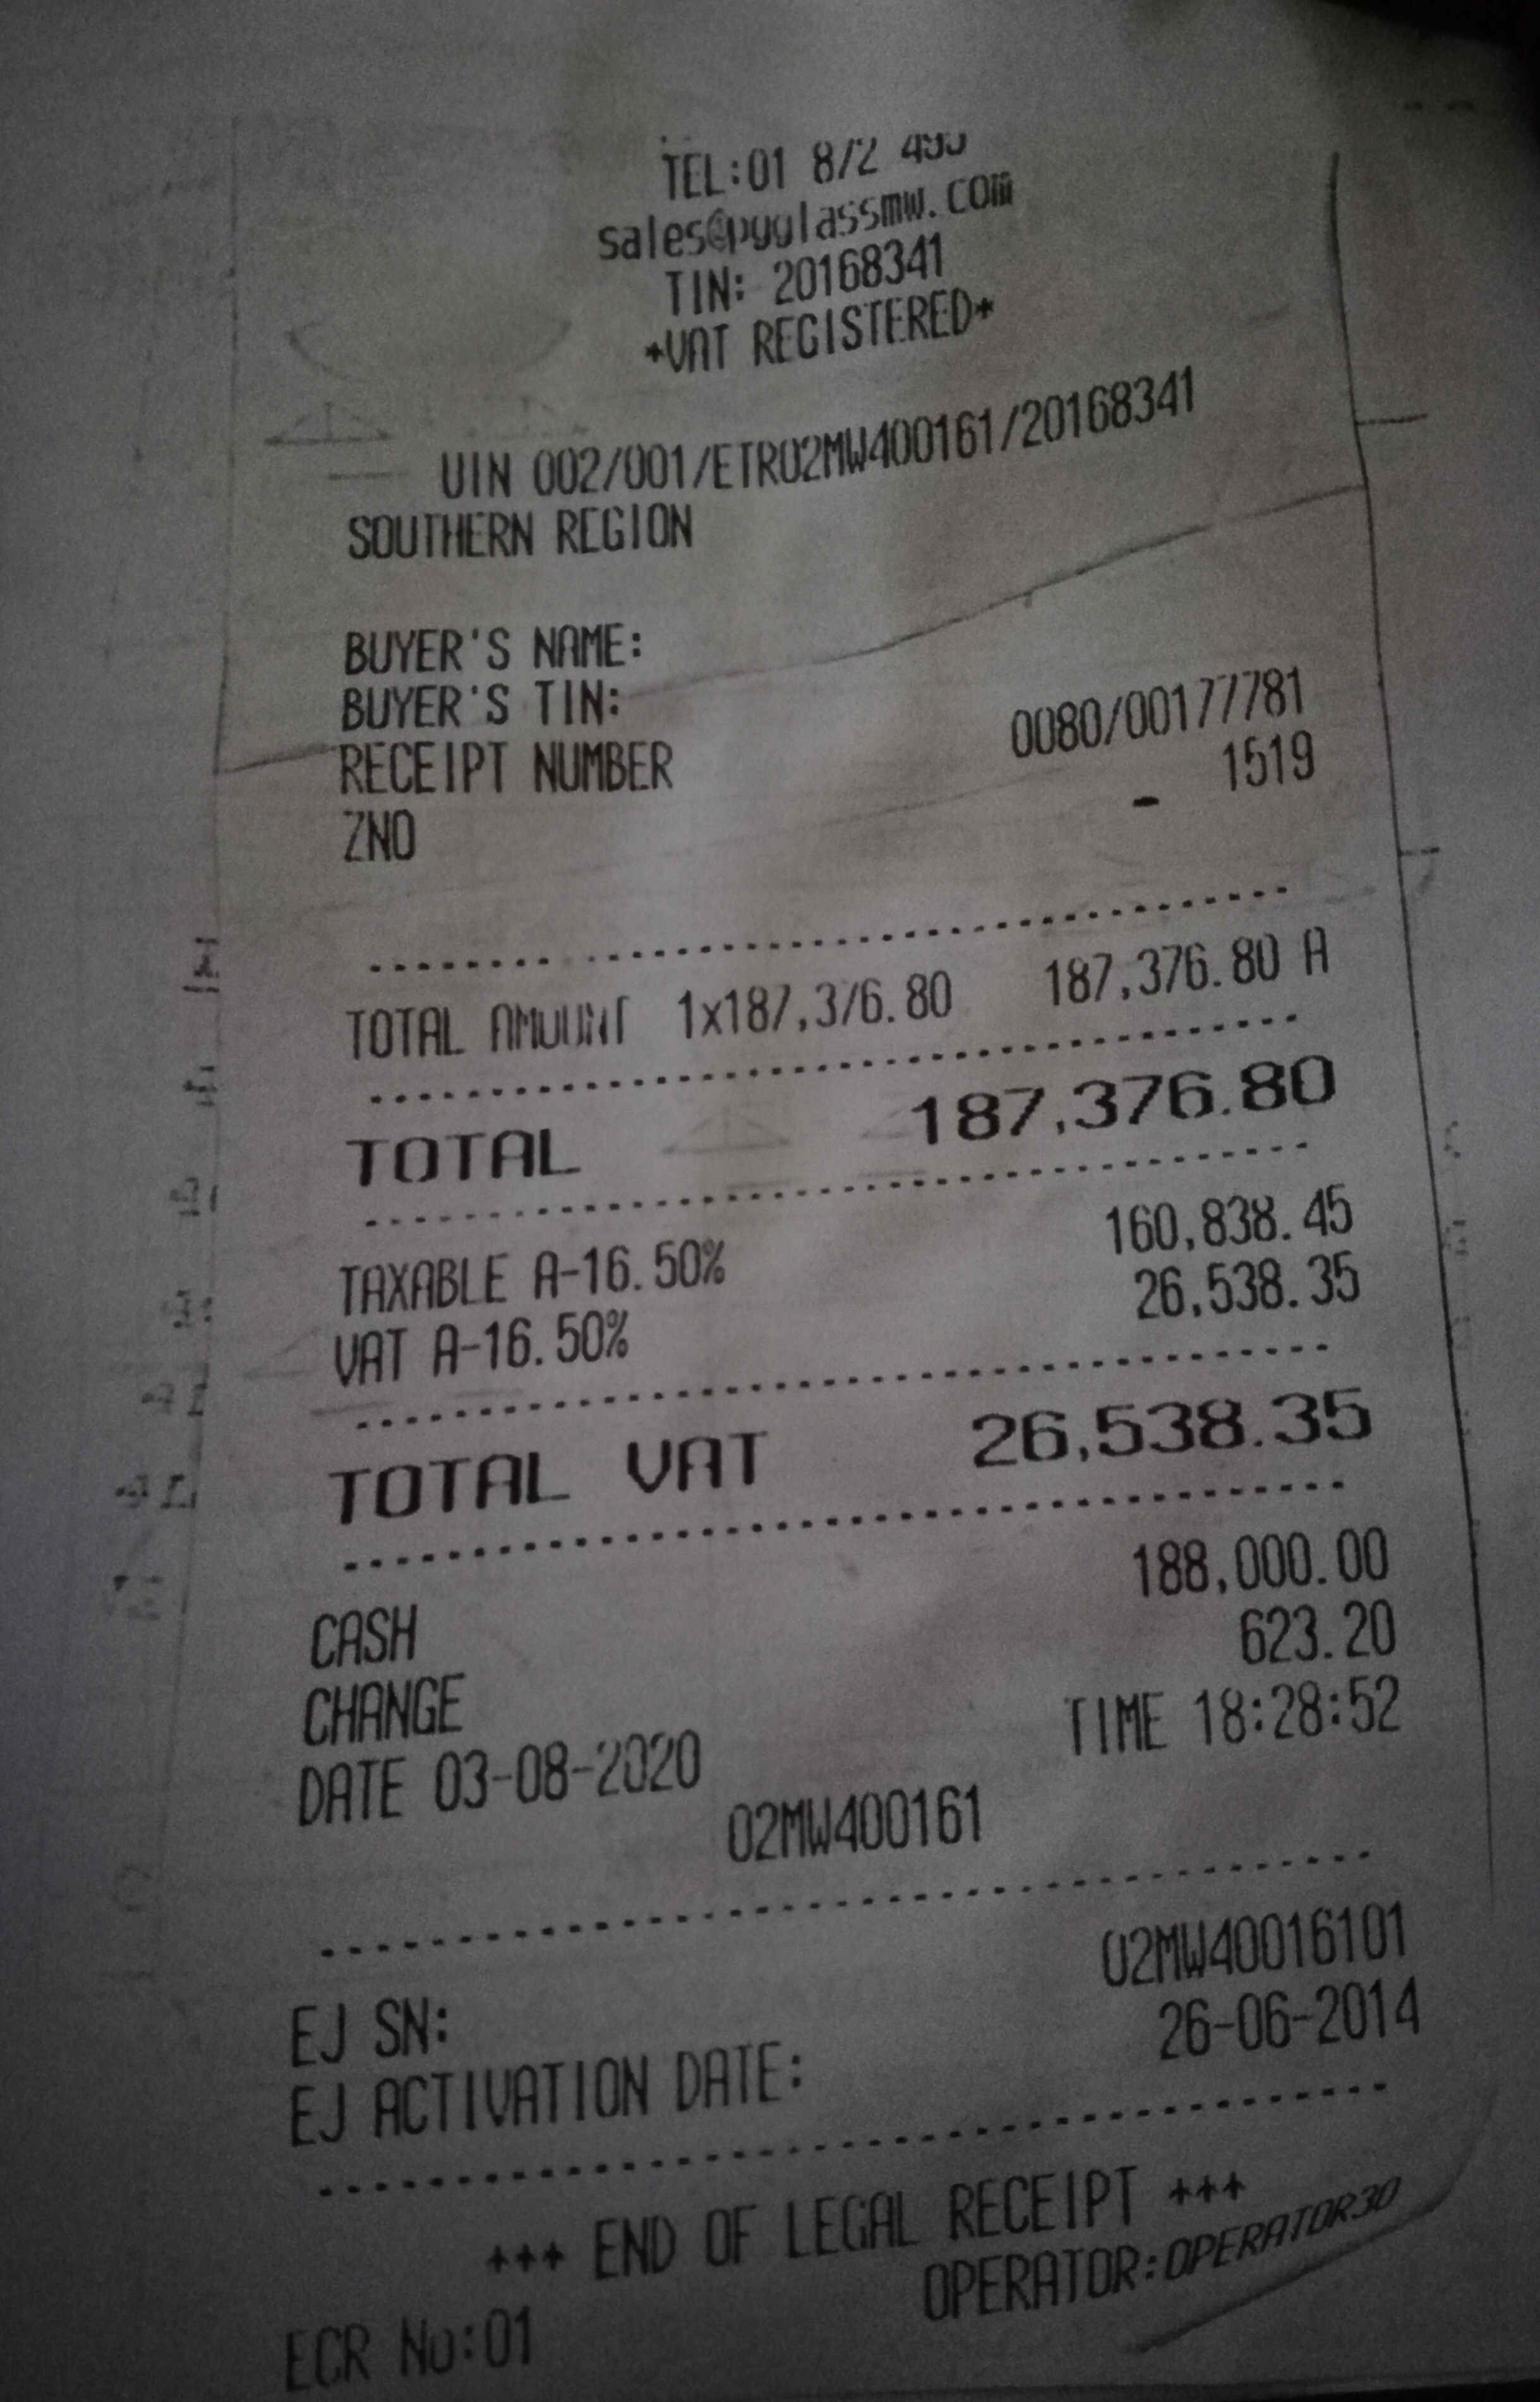 TEL:01 872 495
TIN: 20168341
*VAT REGISTERED*
UIN 002/001/ETR02MW400161/20168341
SOUTHERN REGION
BUYER'S NAME:
BUYER'S TIN:
RECEIPT NUMBER 0080/00177781
ZNO - 1519
TOTAL AMOUNT 1x187,376.80 187,376.80 A
TOTAL 187,376.80
TAXABLE A-16.50% 160,838.45
VAT A-16.50% 26,538.35
TOTAL VAT 26,538.35
CASH 188,000.00
CHANGE 623.20
DATE 03-08-2020 TIME 18:28:52
02MW400161
EJ SN: 02MW40016101
EJ ACTIVATION DATE: 26-06-2014
+++ END OF LEGAL RECEIPT +++
ECR No:01 OPERATOR:OPERATOR30